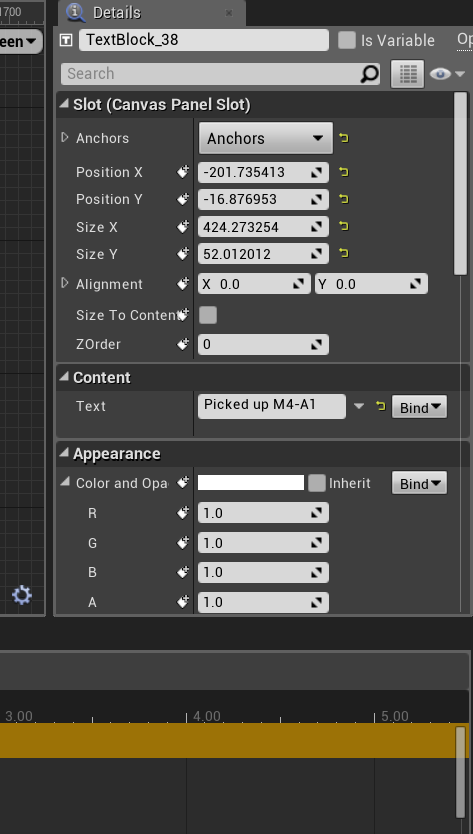 1700
Details
een
TextBlock_38
Is Variable
Op
Search
Slot (Canvas Panel Slot)
Anchors
Anchors
Position X
-201.735413
Position Y
-16.876953
Size X
424.273254
Size Y
52.012012
Alignment
X 0.0
Y 0.0
Size To Content
ZOrder
0
Content
Text
Picked up M4-A1
Bind
Appearance
Color and Opa
Inherit
Bind
R
1.0
G
1.0
B
1.0
A
1.0
3.00
4.00
5.00